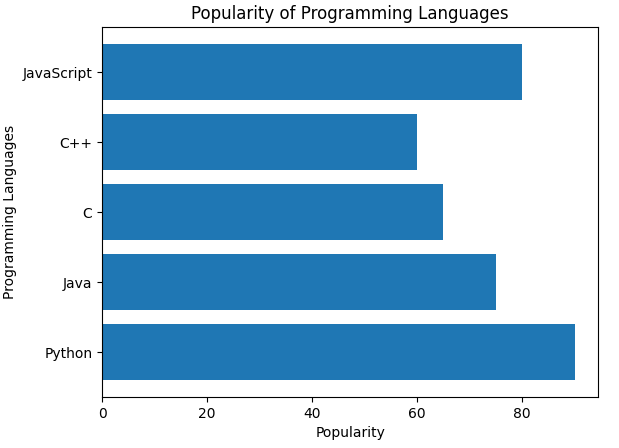 Popularity of Programming Languages
Programming Languages
JavaScript
C++
C
Java
Python
0 20 40 60 80
Popularity